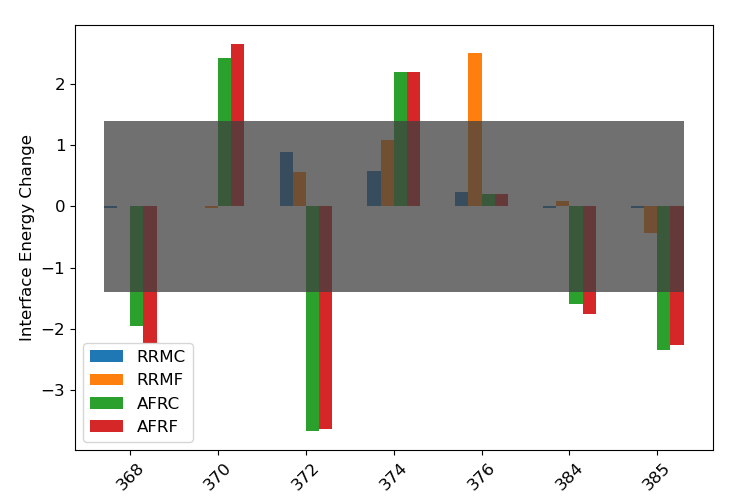 2
1
0
−1
−2
−3
Interface Energy Change
RRMC
RRMF
AFRC
AFRF
368
370
372
374
376
384
385